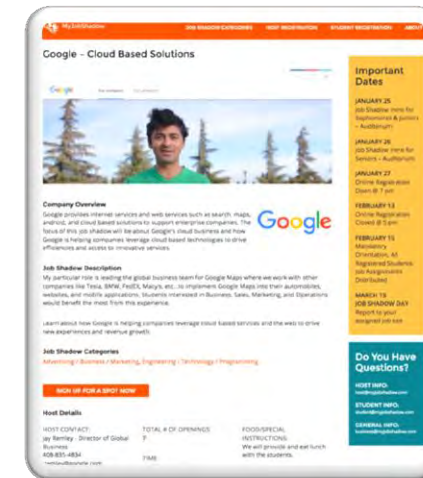 MyJobShadow
JOB SHADOW CATEGORIES
HOST REGISTRATION
STUDENT REGISTRATION
ABOUT
Google - Cloud Based Solutions
Google
Company Overview
Google provides internet services and web services such as search, maps,
android, and cloud based solutions to support enterprise companies. The
focus of this job shadow will be about Google's cloud business and how
Google is helping companies leverage cloud based technologies to drive
efficiencies and access to innovative services.
Google
Job Shadow Description
My particular role is leading the global business team for Google Maps where we work with other
companies like Tesla, BMW, FedEX, Macys, etc. to implement Google Maps into their automobiles,
websites, and mobile applications. Students interested in Business, Sales, Marketing, and Operations
would benefit the most from this experience.
Learn about how Google is helping companies leverage cloud based services and the web to drive
new experiences and revenue growth.
Job Shadow Categories
Advertising / Business / Marketing, Engineering / Technology / Programming
SIGN UP FOR A SPOT NOW
Host Details
HOST CONTACT:
Jay Remley - Director of Global
Business
TOTAL # OF OPENINGS
7
TIME
FOOD/SPECIAL
INSTRUCTIONS:
We will provide and eat lunch
with the students.
Important
Dates
JANUARY 25
Job Shadow Intro for
Sophomores & Juniors
- Auditorium
JANUARY 26
Job Shadow Intro for
Seniors - Auditorium
JANUARY 27
Online Registration
Open @ 7 pm
FEBRUARY 13
Online Registration
Closed @ 5 pm
FEBRUARY 15
Mandatory
Orientation, All
Registered Students
Job Assignments
Distributed
MARCH 15
JOB SHADOW DAY
Report to your
assigned job site
Do You Have
Questions?
HOST INFO:
STUDENT INFO:
GENERAL INFO: